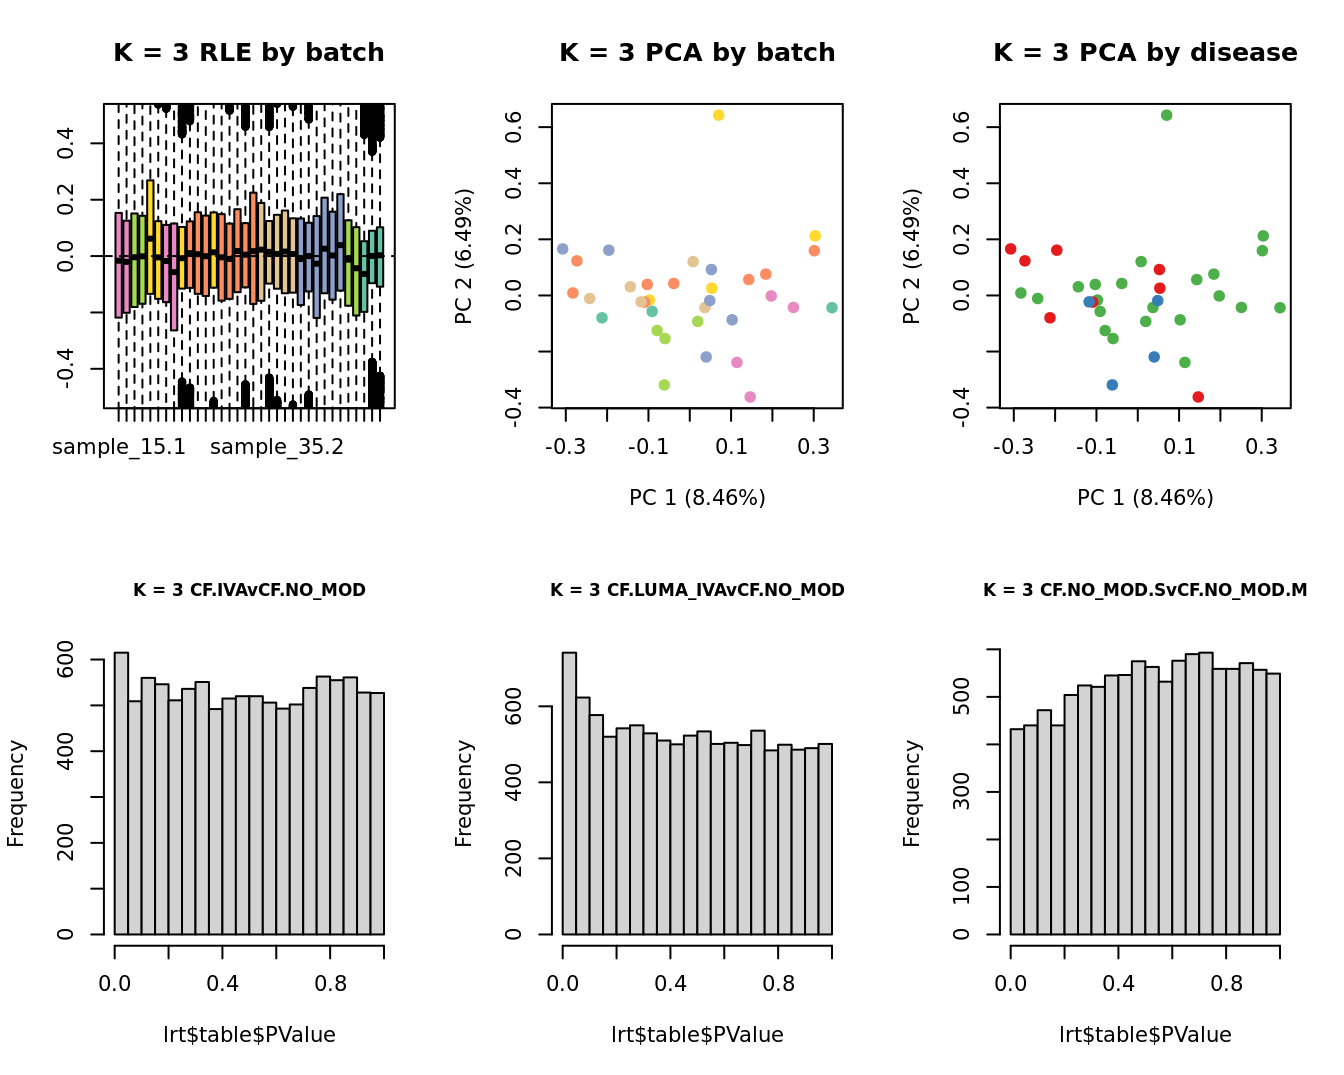 K = 3 RLE by batch
0.4
0.2
0.0
-0.4
sample_15.1 sample_35.2
K = 3 PCA by batch
PC 2 (6.49%)
0.6
0.4
0.2
0.0
-0.4
-0.3 -0.1 0.1 0.3
PC 1 (8.46%)
K = 3 PCA by disease
PC 2 (6.49%)
0.6
0.4
0.2
0.0
-0.4
-0.3 -0.1 0.1 0.3
PC 1 (8.46%)
K = 3 CF.IVAvCF.NO_MOD
Frequency
600
400
200
0
0.0 0.4 0.8
lrt$table$PValue
K = 3 CF.LUMA_IVAvCF.NO_MOD
Frequency
600
400
200
0
0.0 0.4 0.8
lrt$table$PValue
K = 3 CF.NO_MOD.SvCF.NO_MOD.M
Frequency
500
300
100
0
0.0 0.4 0.8
lrt$table$PValue